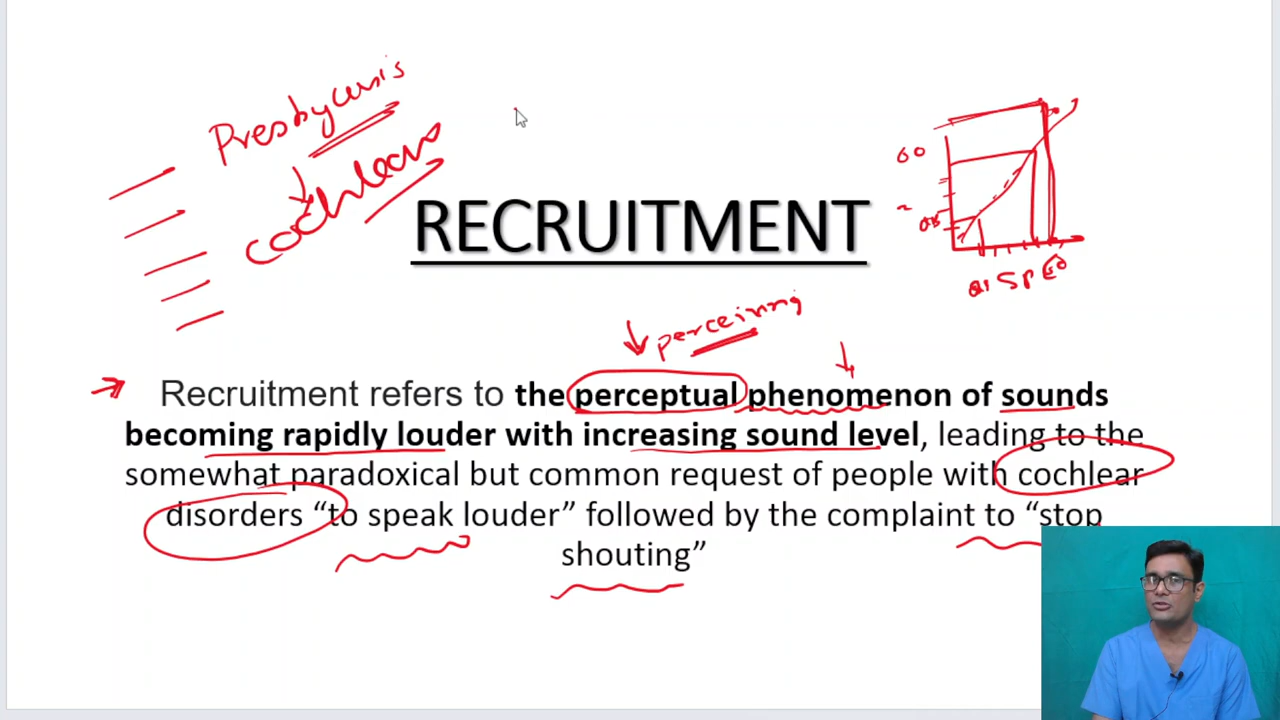 Presbycusis
cochlear
RECRUITMENT
60
perceiving
Recruitment refers to the perceptual phenomenon of sounds
becoming rapidly louder with increasing sound level, leading to the
somewhat paradoxical but common request of people with cochlear
disorders “to speak louder” followed by the complaint to “stop
shouting”